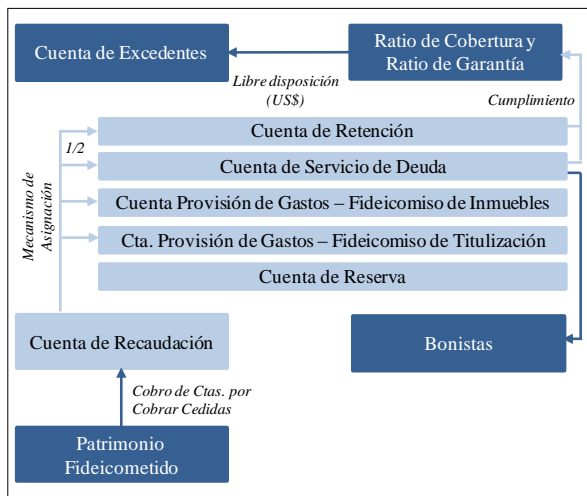 Cuenta de Excedentes
Ratio de Cobertura y
Ratio de Garantía
Libre disposición
(US$)
Cumplimiento
Mecanismo de
Asignación
1/2
Cuenta de Retención
Cuenta de Servicio de Deuda
Cuenta Provisión de Gastos – Fideicomiso de Inmuebles
Cta. Provisión de Gastos – Fideicomiso de Titulización
Cuenta de Reserva
Cuenta de Recaudación
Bonistas
Cobro de Ctas. por
Cobrar Cedidas
Patrimonio
Fideicometido